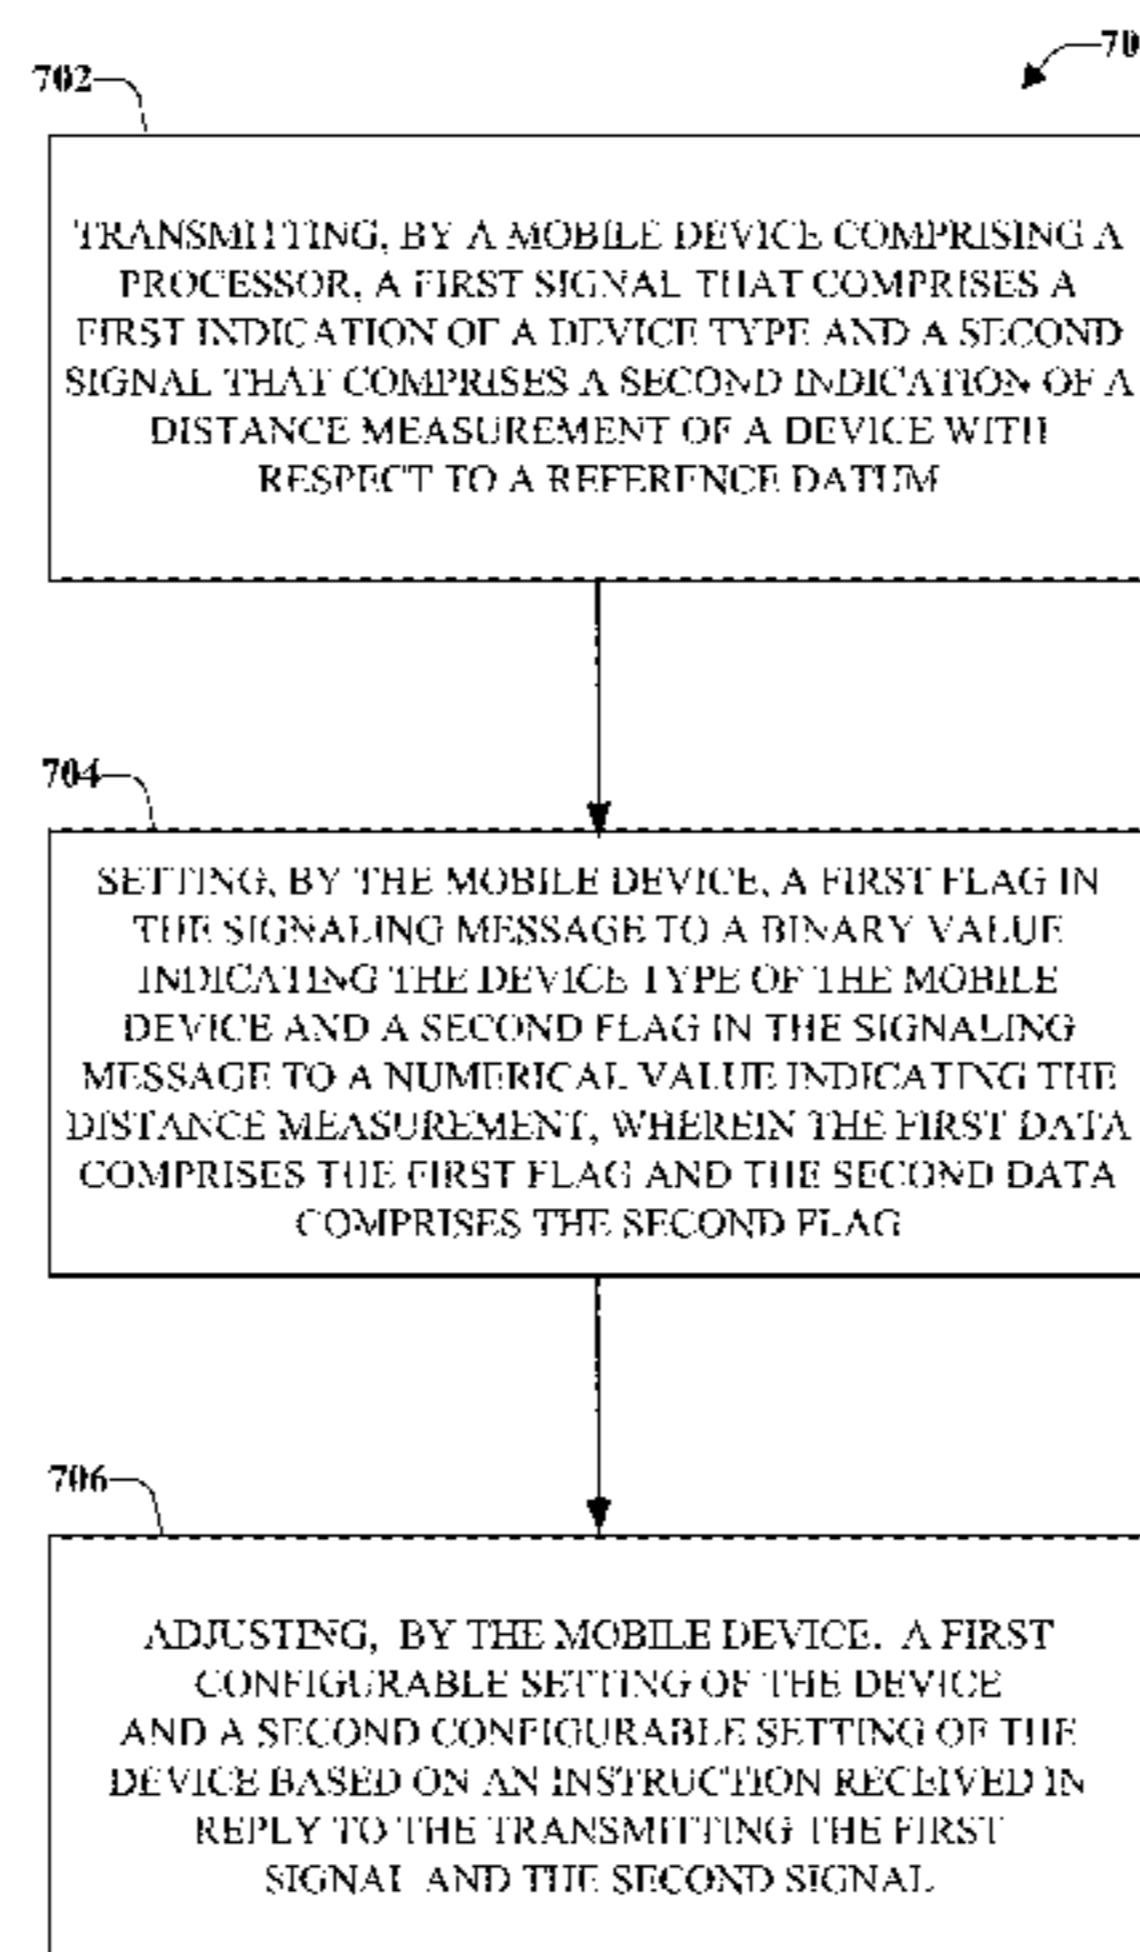 70
702
TRANSMITTING, BY A MOBILE DEVICE COMPRISING A
PROCESSOR, A FIRST SIGNAL THAT COMPRISES A
FIRST INDICATION OF A DEVICE TYPE AND A SECOND
SIGNAL THAT COMPRISES A SECOND INDICATION OF A
DISTANCE MEASUREMENT OF A DEVICE WITH
RESPECT TO A REFERENCE DATUM
704
SETTING, BY THE MOBILE DEVICE, A FIRST FLAG IN
THE SIGNALING MESSAGE TO A BINARY VALUE
INDICATING THE DEVICE TYPE OF THE MOBILE
DEVICE AND A SECOND FLAG IN THE SIGNALING
MESSAGE TO A NUMERICAL VALUE INDICATING THE
DISTANCE MEASUREMENT, WHEREIN THE FIRST DATA
COMPRISES THE FIRST FLAG AND THE SECOND DATA
COMPRISES THE SECOND FLAG
706
ADJUSTING, BY THE MOBILE DEVICE. A FIRST
CONFIGURABLE SETTING OF THE DEVICE
AND A SECOND CONFIGURABLE SETTING OF THE
DEVICE BASED ON AN INSTRUCTION RECEIVED IN
REPLY TO THE TRANSMITTING THE FIRST
SIGNAL AND THE SECOND SIGNAL